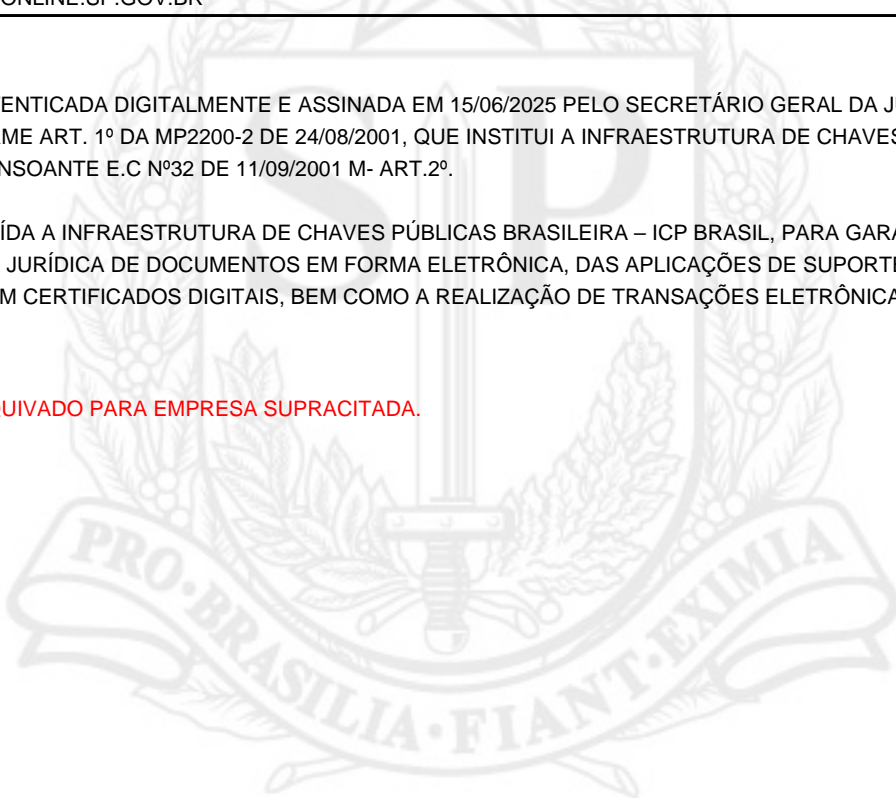 ONLINE.SP.GOV.BR
ENTICADA DIGITALMENTE E ASSINADA EM 15/06/2025 PELO SECRETÁRIO GERAL DA J
ME ART. 1º DA MP2200-2 DE 24/08/2001, QUE INSTITUI A INFRAESTRUTURA DE CHAVES
NSOANTE E.C Nº32 DE 11/09/2001 M- ART.2º.
ÍDA A INFRAESTRUTURA DE CHAVES PÚBLICAS BRASILEIRA – ICP BRASIL, PARA GARA
JURÍDICA DE DOCUMENTOS EM FORMA ELETRÔNICA, DAS APLICAÇÕES DE SUPORTE
M CERTIFICADOS DIGITAIS, BEM COMO A REALIZAÇÃO DE TRANSAÇÕES ELETRÔNICA
UIVADO PARA EMPRESA SUPRACITADA.
SP
PRO·BRASILIA·FIANT·EXIMIA